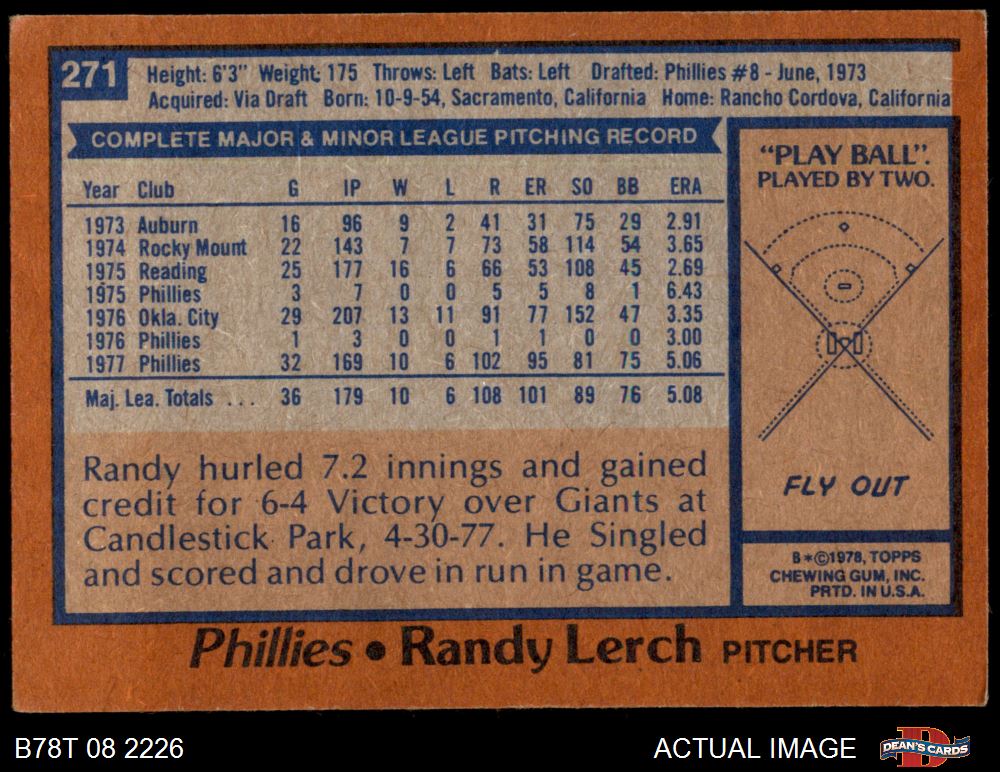 271
Height: 6'3" Weight: 175 Throws: Left Bats: Left Drafted: Phillies #8 - June, 1973
Acquired: Via Draft Born: 10-9-54, Sacramento, California Home: Rancho Cordova, California
COMPLETE MAJOR & MINOR LEAGUE PITCHING RECORD
Year Club G IP W L R ER SO BB ERA
1973 Auburn 16 96 9 2 41 31 75 29 2.91
1974 Rocky Mount 22 143 7 7 73 58 114 54 3.65
1975 Reading 25 177 16 6 66 53 108 45 2.69
1975 Phillies 3 7 0 0 5 5 8 1 6.43
1976 Okla. City 29 207 13 11 91 77 152 47 3.35
1976 Phillies 1 3 0 0 1 1 0 0 3.00
1977 Phillies 32 169 10 6 102 95 81 75 5.06
Maj. Lea. Totals ... 36 179 10 6 108 101 89 76 5.08
Randy hurled 7.2 innings and gained
credit for 6-4 Victory over Giants at
Candlestick Park, 4-30-77. He Singled
and scored and drove in run in game.
"PLAY BALL".
PLAYED BY TWO.
FLY OUT
B*©1978, TOPPS
CHEWING GUM, INC.
PRTD. IN U.S.A.
Phillies • Randy Lerch PITCHER
B78T 08 2226
ACTUAL IMAGE
D
DEAN'S CARDS